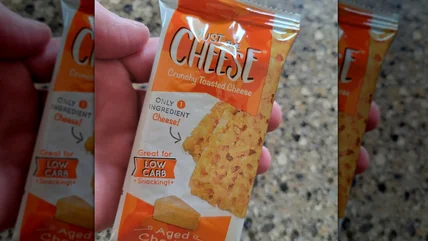 CHEESE
Crunchy Toasted Cheese
ONLY 1
INGREDIENT
Cheese!
Great for
LOW
CARB
Snacking!
Aged